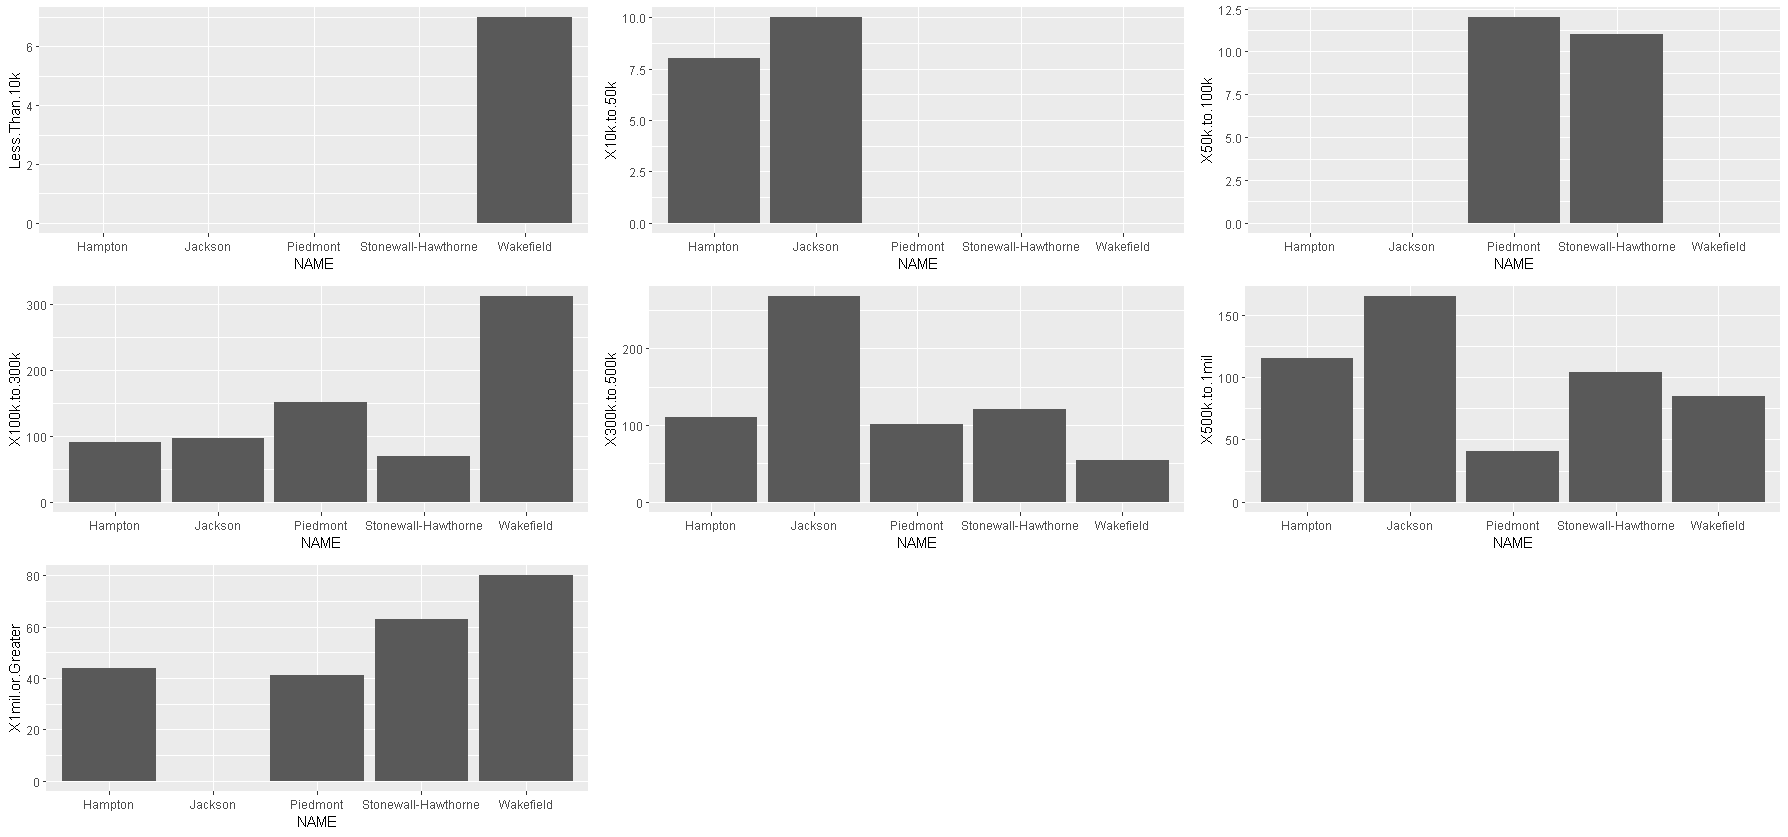 Less.Than.10k
6
4
2
0
Hampton Jackson Piedmont Stonewall-Hawthorne Wakefield
NAME
X10k.to.50k
10.0
7.5
5.0
2.5
0.0
Hampton Jackson Piedmont Stonewall-Hawthorne Wakefield
NAME
X50k.to.100k
12.5
10.0
7.5
5.0
2.5
0.0
Hampton Jackson Piedmont Stonewall-Hawthorne Wakefield
NAME
X100k.to.300k
300
200
100
0
Hampton Jackson Piedmont Stonewall-Hawthorne Wakefield
NAME
X300k.to.500k
200
100
0
Hampton Jackson Piedmont Stonewall-Hawthorne Wakefield
NAME
X500k.to.1mil
150
100
50
0
Hampton Jackson Piedmont Stonewall-Hawthorne Wakefield
NAME
X1mil.or.Greater
80
60
40
20
0
Hampton Jackson Piedmont Stonewall-Hawthorne Wakefield
NAME